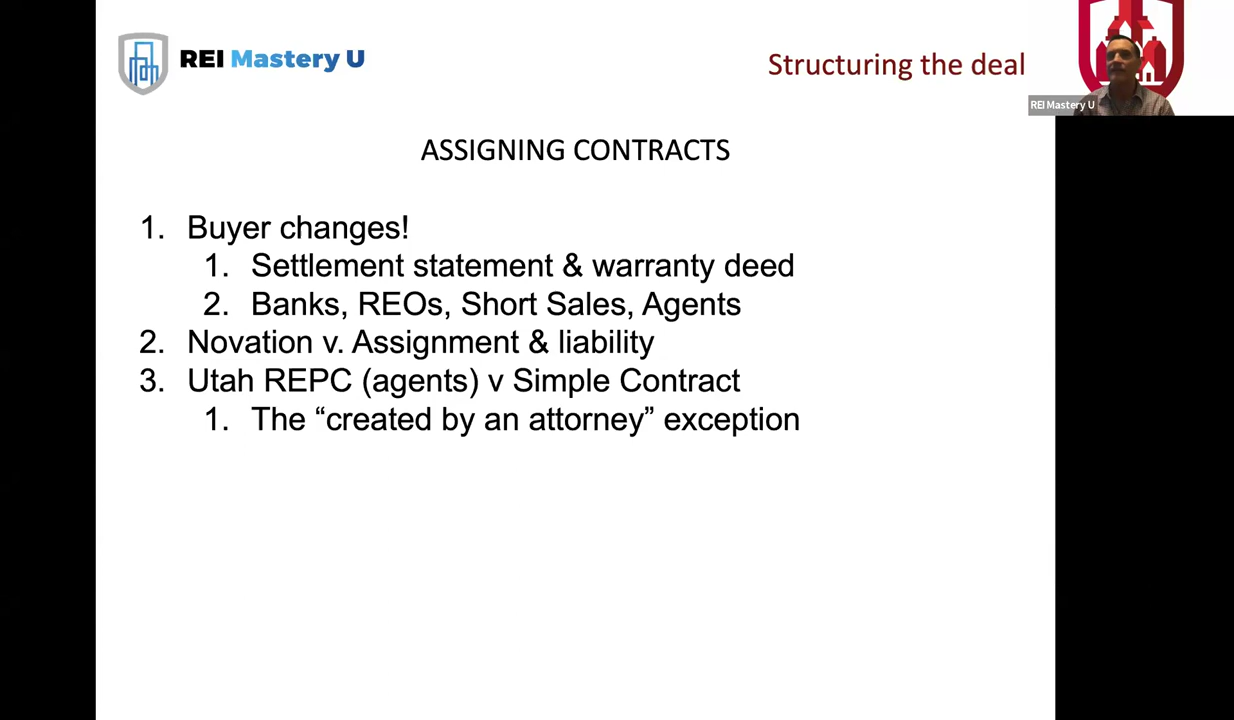 REI Mastery U
Structuring the deal
REI Mastery U
ASSIGNING CONTRACTS
1. Buyer changes!
1. Settlement statement & warranty deed
2. Banks, REOs, Short Sales, Agents
2. Novation v. Assignment & liability
3. Utah REPC (agents) v Simple Contract
1. The “created by an attorney” exception